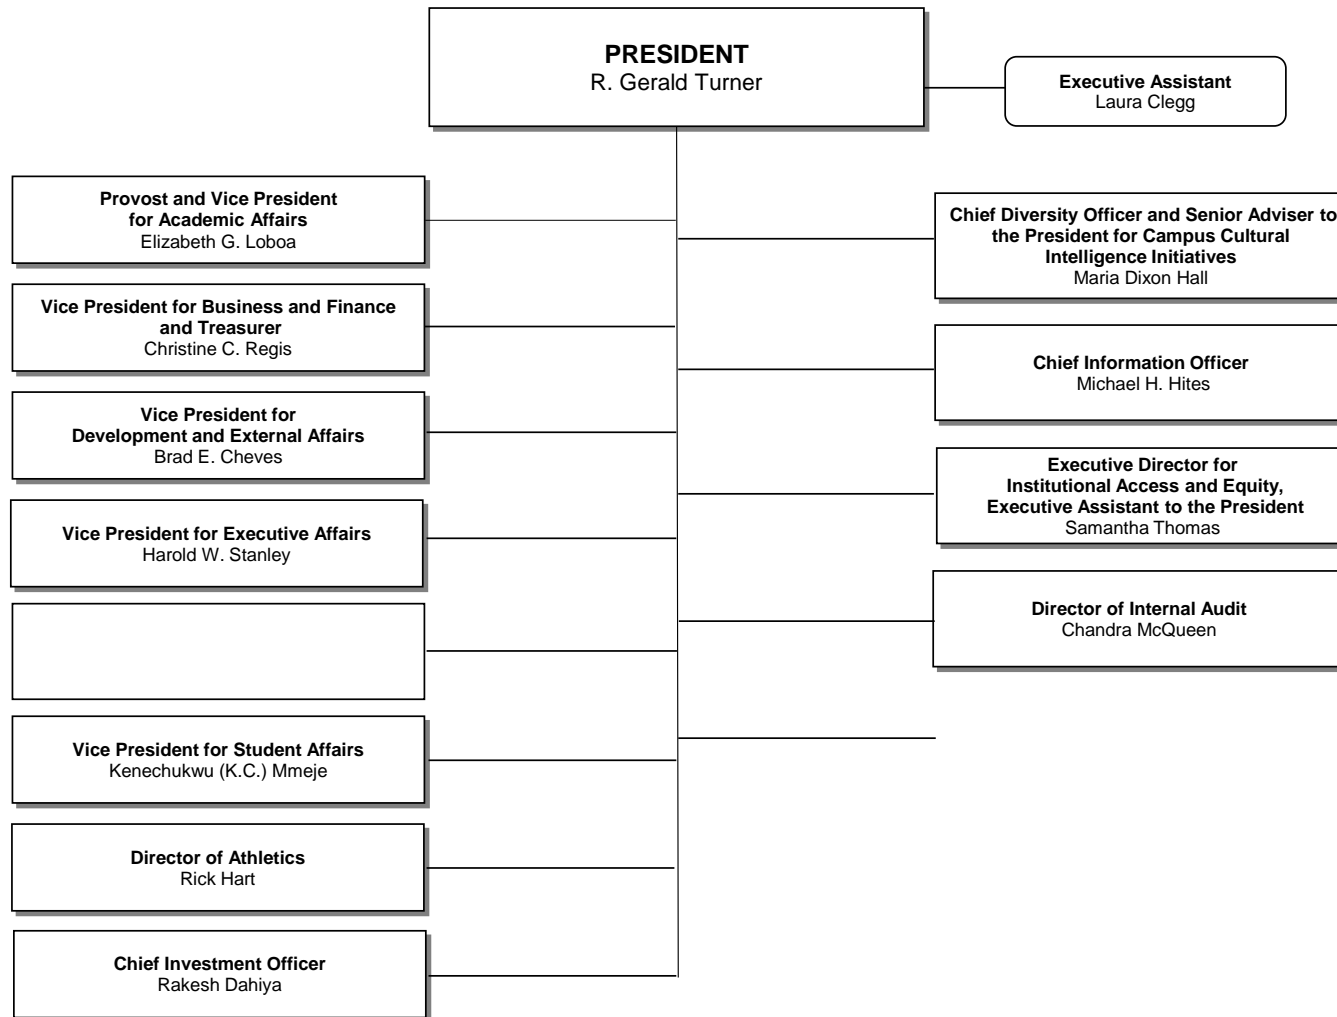 PRESIDENT
R. Gerald Turner
Executive Assistant
Laura Clegg
Provost and Vice President
for Academic Affairs
Elizabeth G. Loboa
Vice President for Business and Finance
and Treasurer
Christine C. Regis
Vice President for
Development and External Affairs
Brad E. Cheves
Vice President for Executive Affairs
Harold W. Stanley
Vice President for Student Affairs
Kenechukwu (K.C.) Mmeje
Director of Athletics
Rick Hart
Chief Investment Officer
Rakesh Dahiya
Chief Diversity Officer and Senior Adviser to
the President for Campus Cultural
Intelligence Initiatives
Maria Dixon Hall
Chief Information Officer
Michael H. Hites
Executive Director for
Institutional Access and Equity,
Executive Assistant to the President
Samantha Thomas
Director of Internal Audit
Chandra McQueen